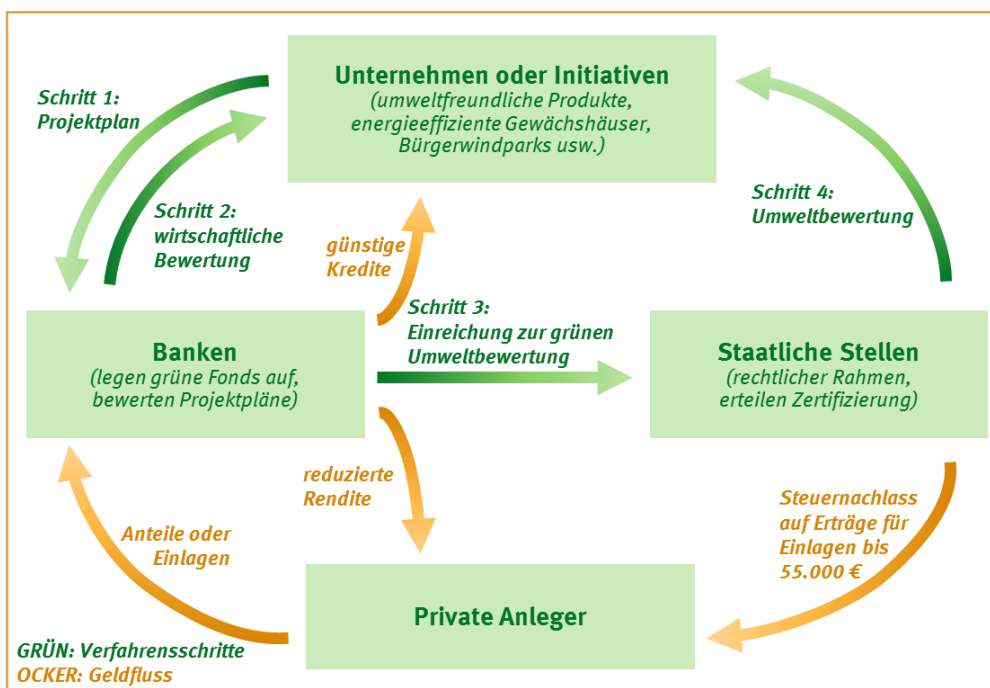 Unternehmen oder Initiativen
(umweltfreundliche Produkte,
energieeffiziente Gewächshäuser,
Bürgerwindparks usw.)
Schritt 1:
Projektplan
Schritt 2:
wirtschaftliche
Bewertung
günstige
Kredite
Schritt 4:
Umweltbewertung
Schritt 3:
Einreichung zur grünen
Umweltbewertung
Banken
(legen grüne Fonds auf,
bewerten Projektpläne)
Staatliche Stellen
(rechtlicher Rahmen,
erteilen Zertifizierung)
reduzierte
Rendite
Anteile oder
Einlagen
Steuernachlass
auf Erträge für
Einlagen bis
55.000 €
Private Anleger
GRÜN: Verfahrensschritte
OCKER: Geldfluss